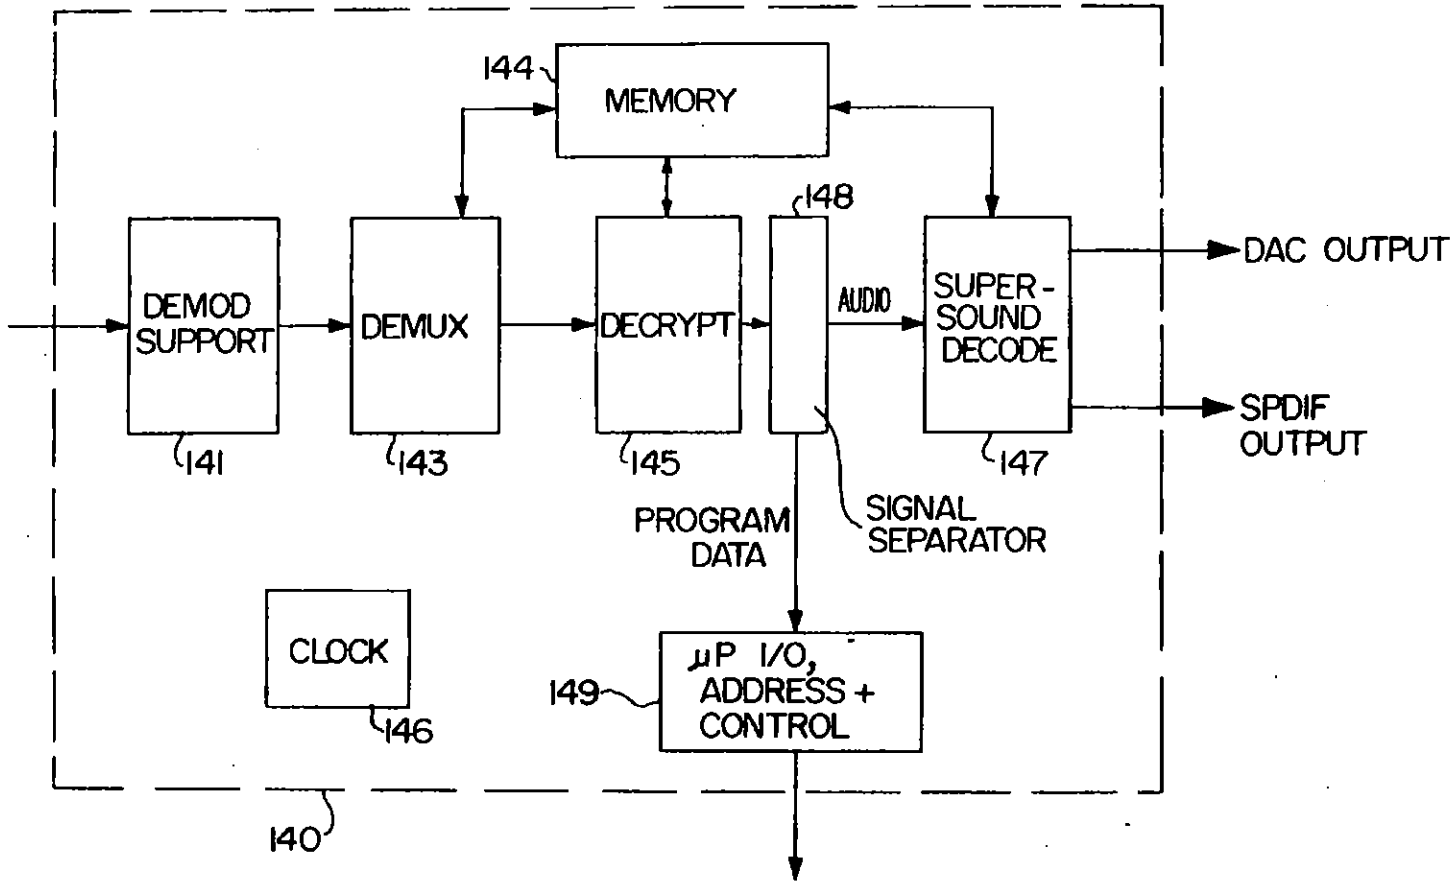 144
MEMORY
148
DEMOD
SUPPORT
DEMUX
DECRYPT
AUDIO
SUPER-
SOUND
DECODE
DAC OUTPUT
SPDIF
OUTPUT
141
143
145
147
PROGRAM
DATA
SIGNAL
SEPARATOR
CLOCK
146
149
μP I/O,
ADDRESS +
CONTROL
140